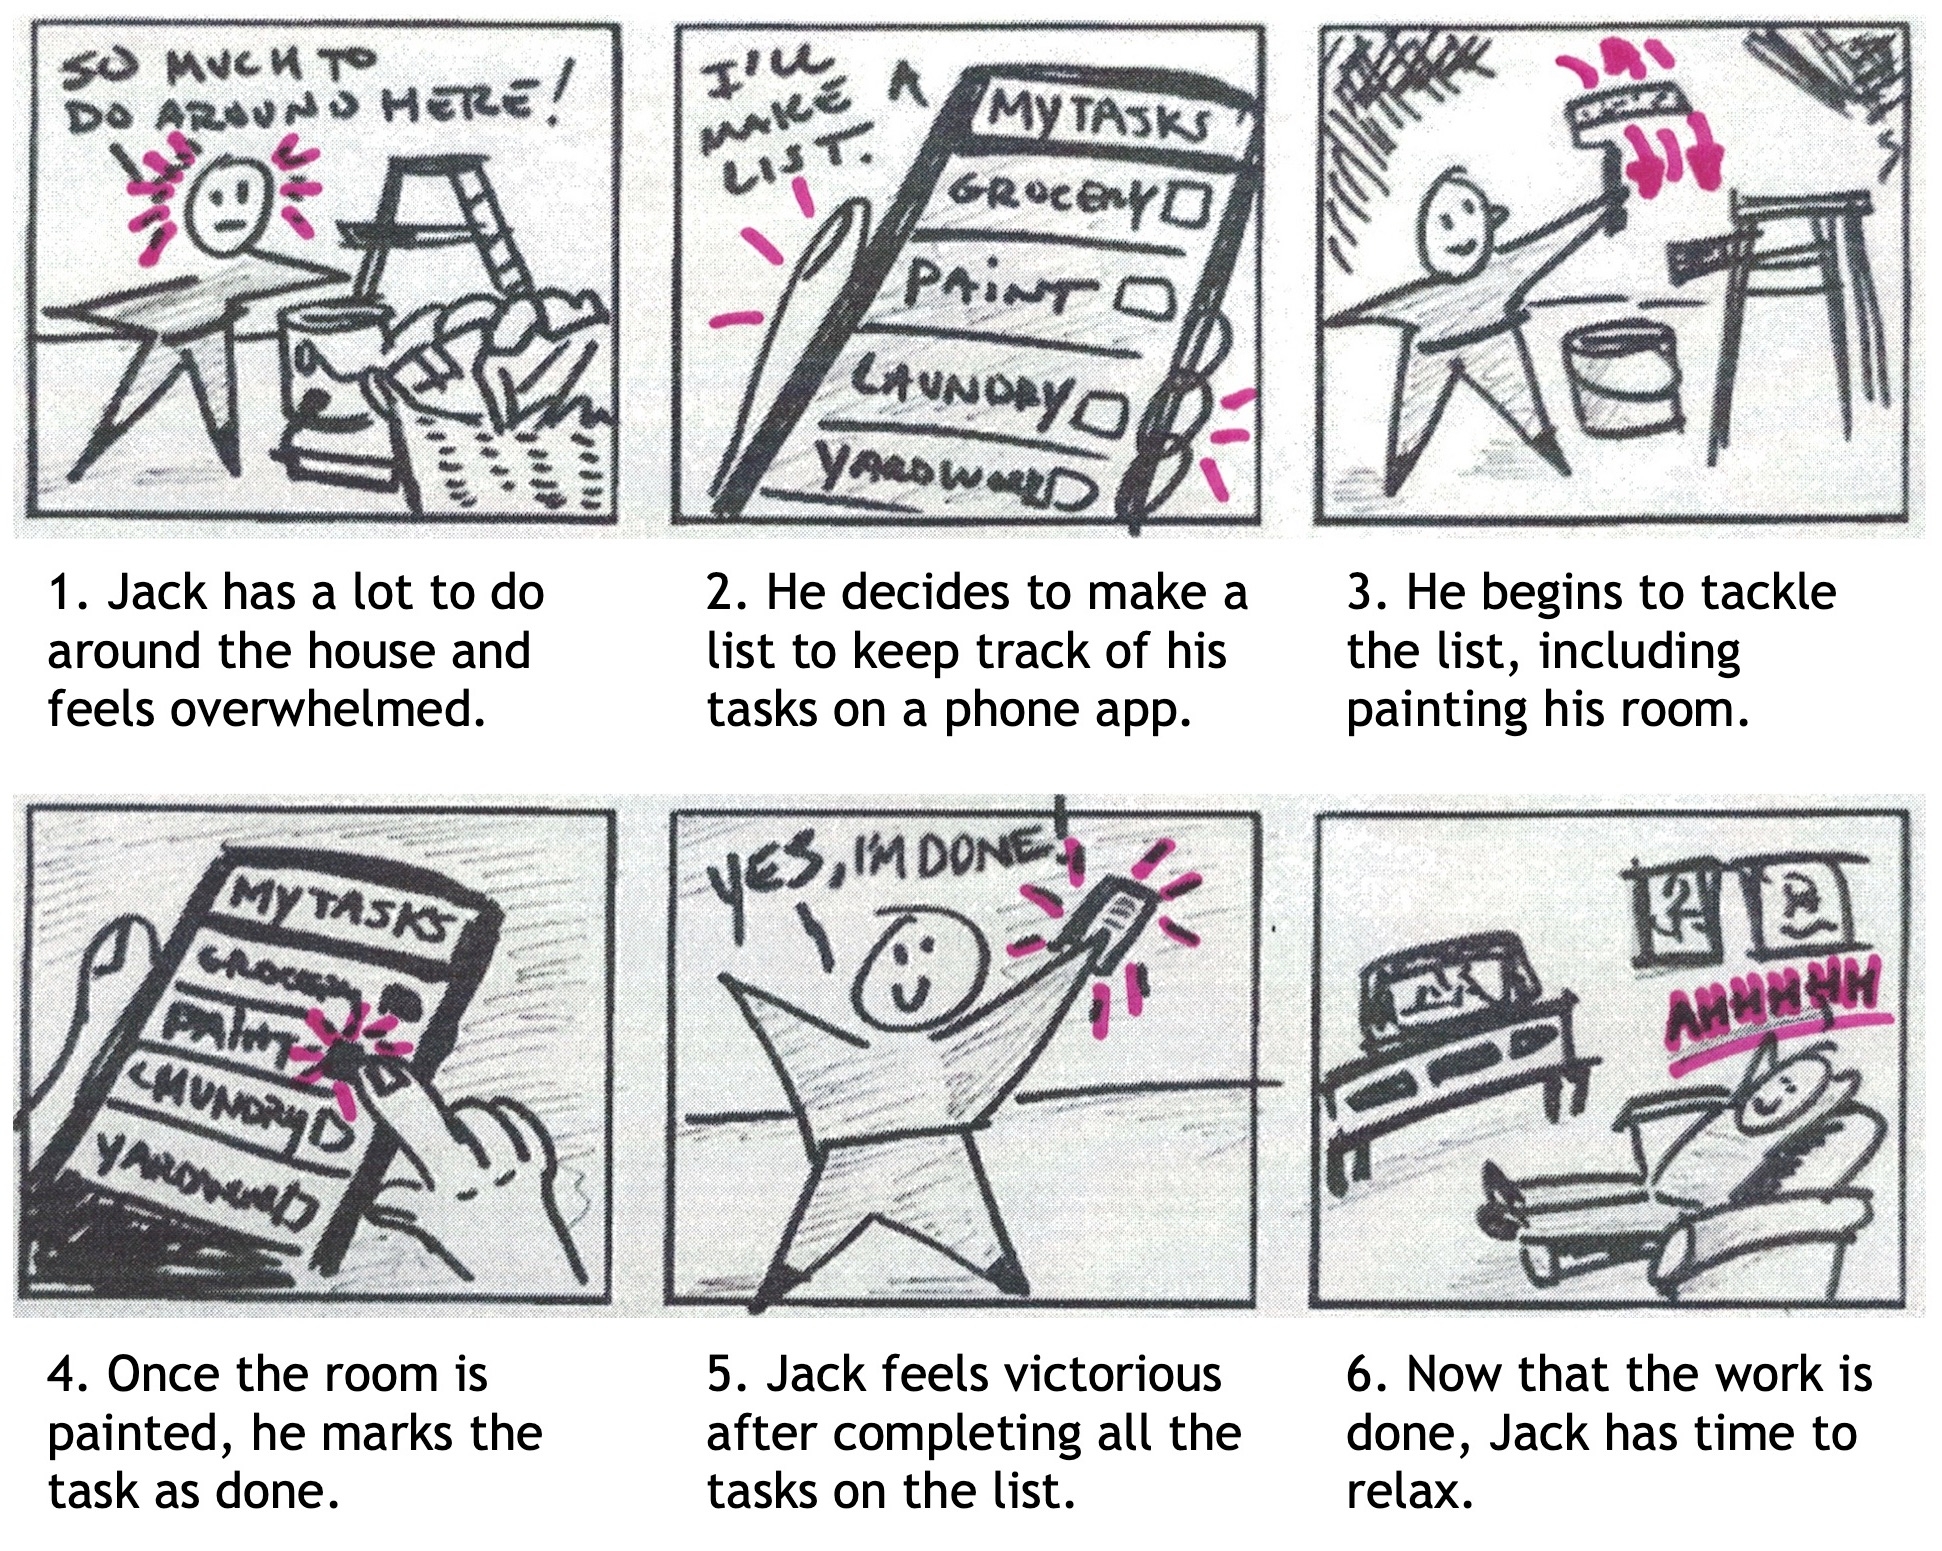 SO MUCH TO
DO AROUND HERE!
I'LL
MAKE A
LIST.
MY TASKS
GROCERY
PAINT
LAUNDRY
YARDWORK
1. Jack has a lot to do
around the house and
feels overwhelmed.
2. He decides to make a
list to keep track of his
tasks on a phone app.
3. He begins to tackle
the list, including
painting his room.
MY TASKS
GROCERY
PAINT
LAUNDRY
YARDWORK
YES, I'M DONE!
AHHHHH
4. Once the room is
painted, he marks the
task as done.
5. Jack feels victorious
after completing all the
tasks on the list.
6. Now that the work is
done, Jack has time to
relax.